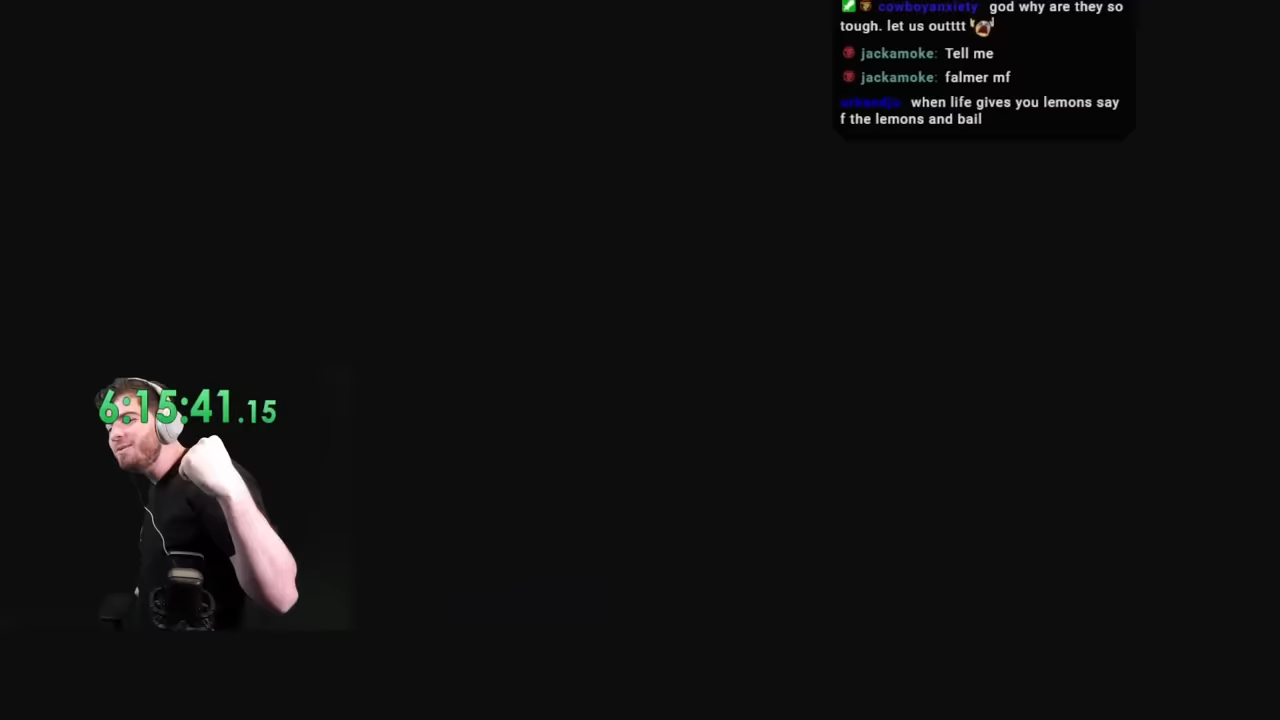 cowboyanxiety god why are they so
tough. let us outttt
jackamoke: Tell me
jackamoke: falmer mf
when life gives you lemons say
f the lemons and bail
6:15:41.15